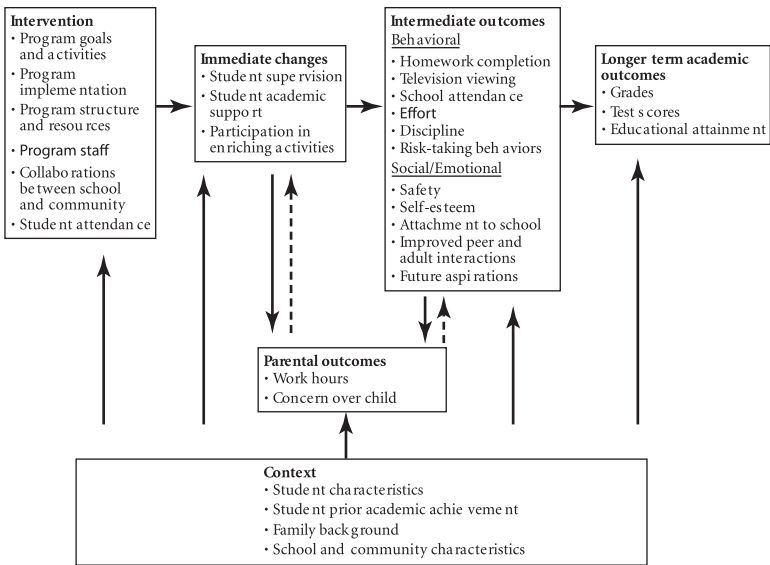 Intervention
• Program goals
and activities
• Program
implementation
• Program structure
and resources
• Program staff
• Collaborations
between school
and community
• Student attendance
Immediate changes
• Student supervision
• Student academic
support
• Participation in
enriching activities
Intermediate outcomes
Behavioral
• Homework completion
• Television viewing
• School attendance
• Effort
• Discipline
• Risk-taking behaviors
Social/Emotional
• Safety
• Self-esteem
• Attachment to school
• Improved peer and
adult interactions
• Future aspirations
Longer term academic
outcomes
• Grades
• Test scores
• Educational attainment
Parental outcomes
• Work hours
• Concern over child
Context
• Student characteristics
• Student prior academic achievement
• Family background
• School and community characteristics